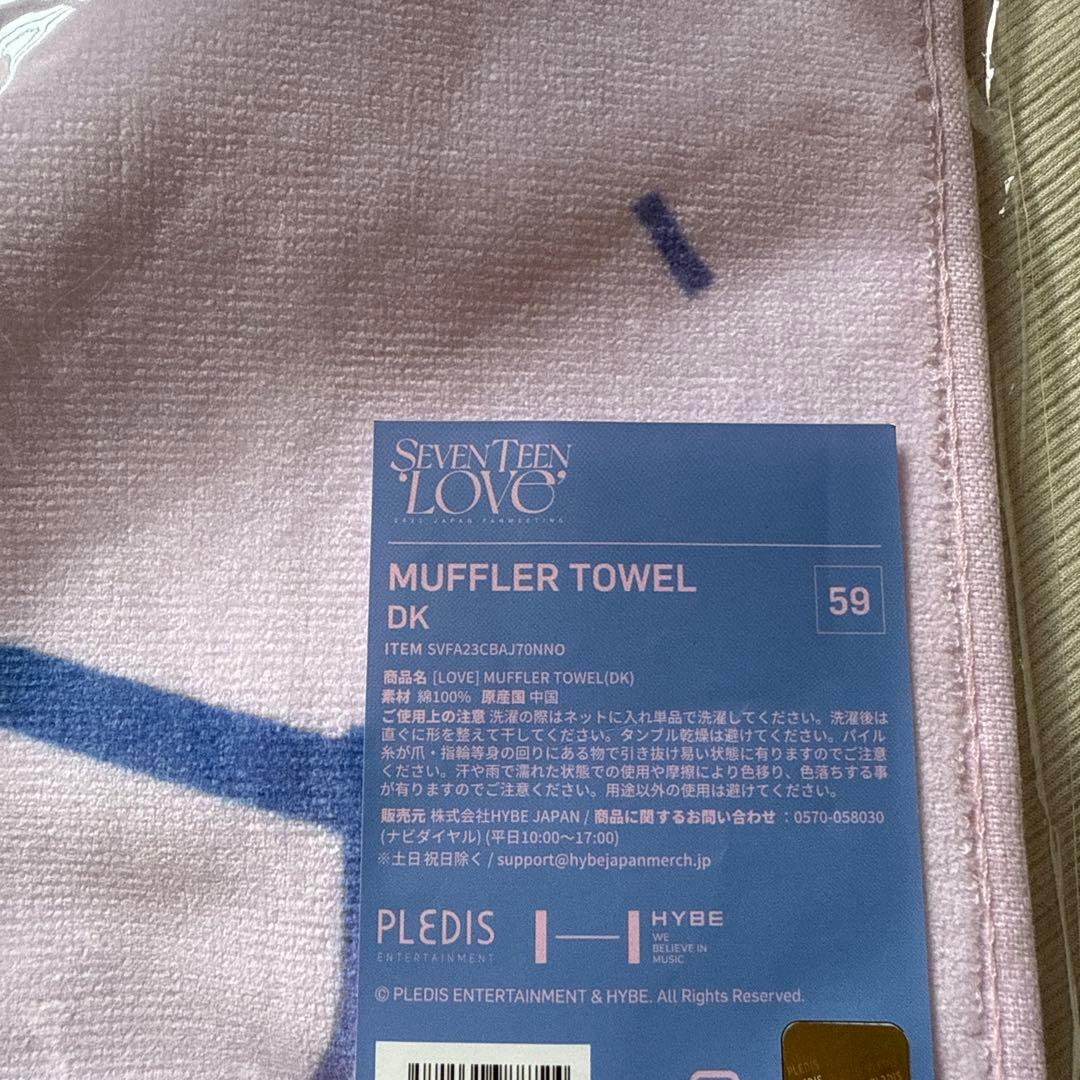 SEVENTEEN
'LOVE'
2023 JAPAN FANMEETING
MUFFLER TOWEL
59
DK
ITEM SVFA23CBAJ70NNO
商品名 [LOVE] MUFFLER TOWEL(DK)
素材 綿100% 原産国 中国
ご使用上の注意 洗濯の際はネットに入れ単品で洗濯してください。洗濯後は
直ぐに形を整えて干してください。タンブル乾燥は避けてください。パイル
糸が爪・指輪等身の回りにある物で引き抜け易い状態に有りますのでご注意
ください。汗や雨で濡れた状態での使用や摩擦により色移り、色落ちする事
が有りますのでご注意ください。用途以外の使用は避けてください。
販売元 株式会社HYBE JAPAN / 商品に関するお問い合わせ：0570-058030
(ナビダイヤル) (平日10:00～17:00)
※土日祝日除く / support@hybejapanmerch.jp
PLEDIS
ENTERTAINMENT
HYBE
WE
BELIEVE IN
MUSIC
© PLEDIS ENTERTAINMENT & HYBE. All Rights Reserved.
PLEDIS
PLEDIS